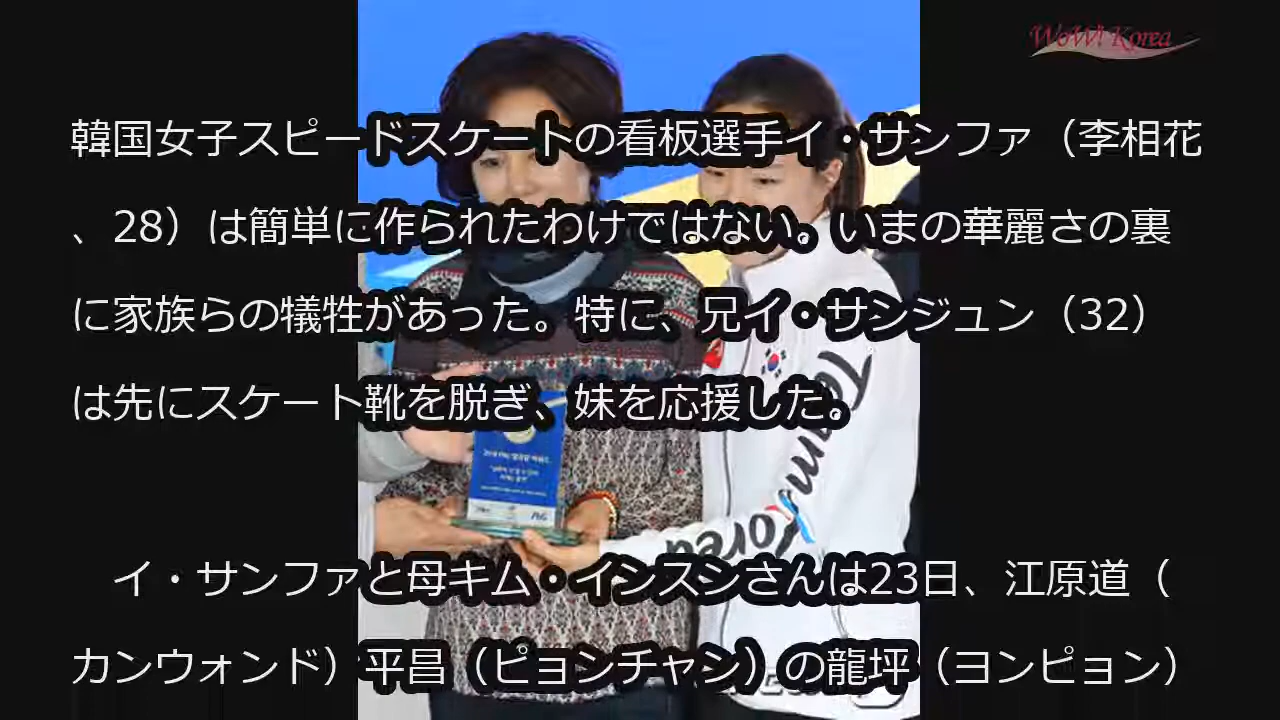 WoW! Korea
韓国女子スピードスケートの看板選手イ・サンファ（李相花
、28）は簡単に作られたわけではない。いまの華麗さの裏
に家族らの犠牲があった。特に、兄イ・サンジュン（32）
は先にスケート靴を脱ぎ、妹を応援した。
イ・サンファと母キム・インスンさんは23日、江原道（
カンウォンド）平昌（ピョンチャン）の龍坪（ヨンピョン）
Team Korea
P&G